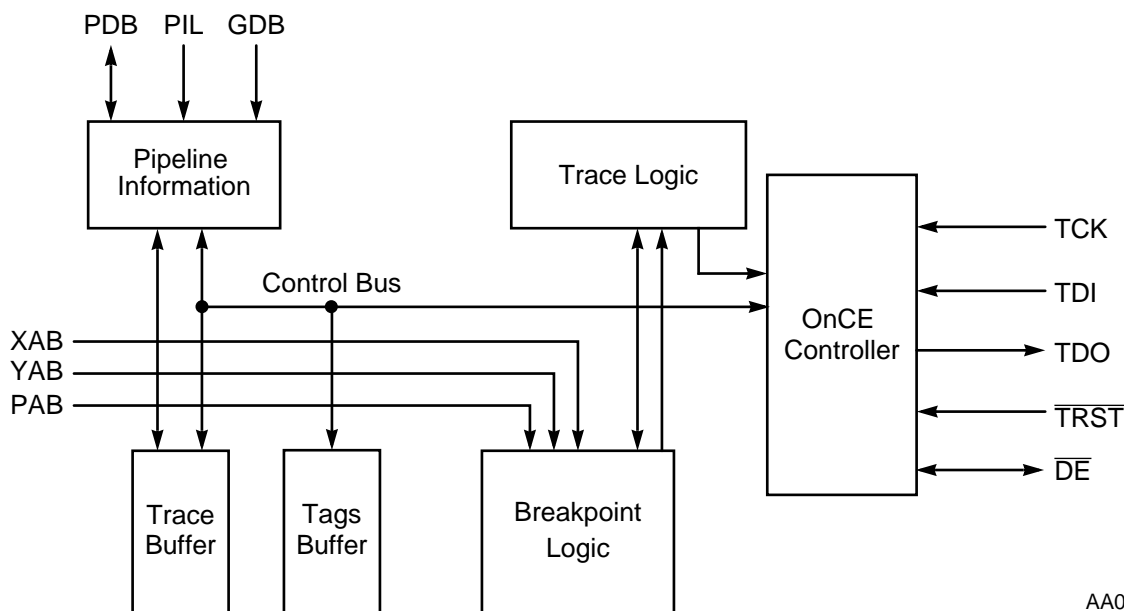 PDB PIL GDB
Pipeline
Information
Trace Logic
TCK
Control Bus
TDI
OnCE
Controller
XAB
TDO
YAB
PAB
TRST
DE
Trace
Buffer
Tags
Buffer
Breakpoint
Logic
AA0